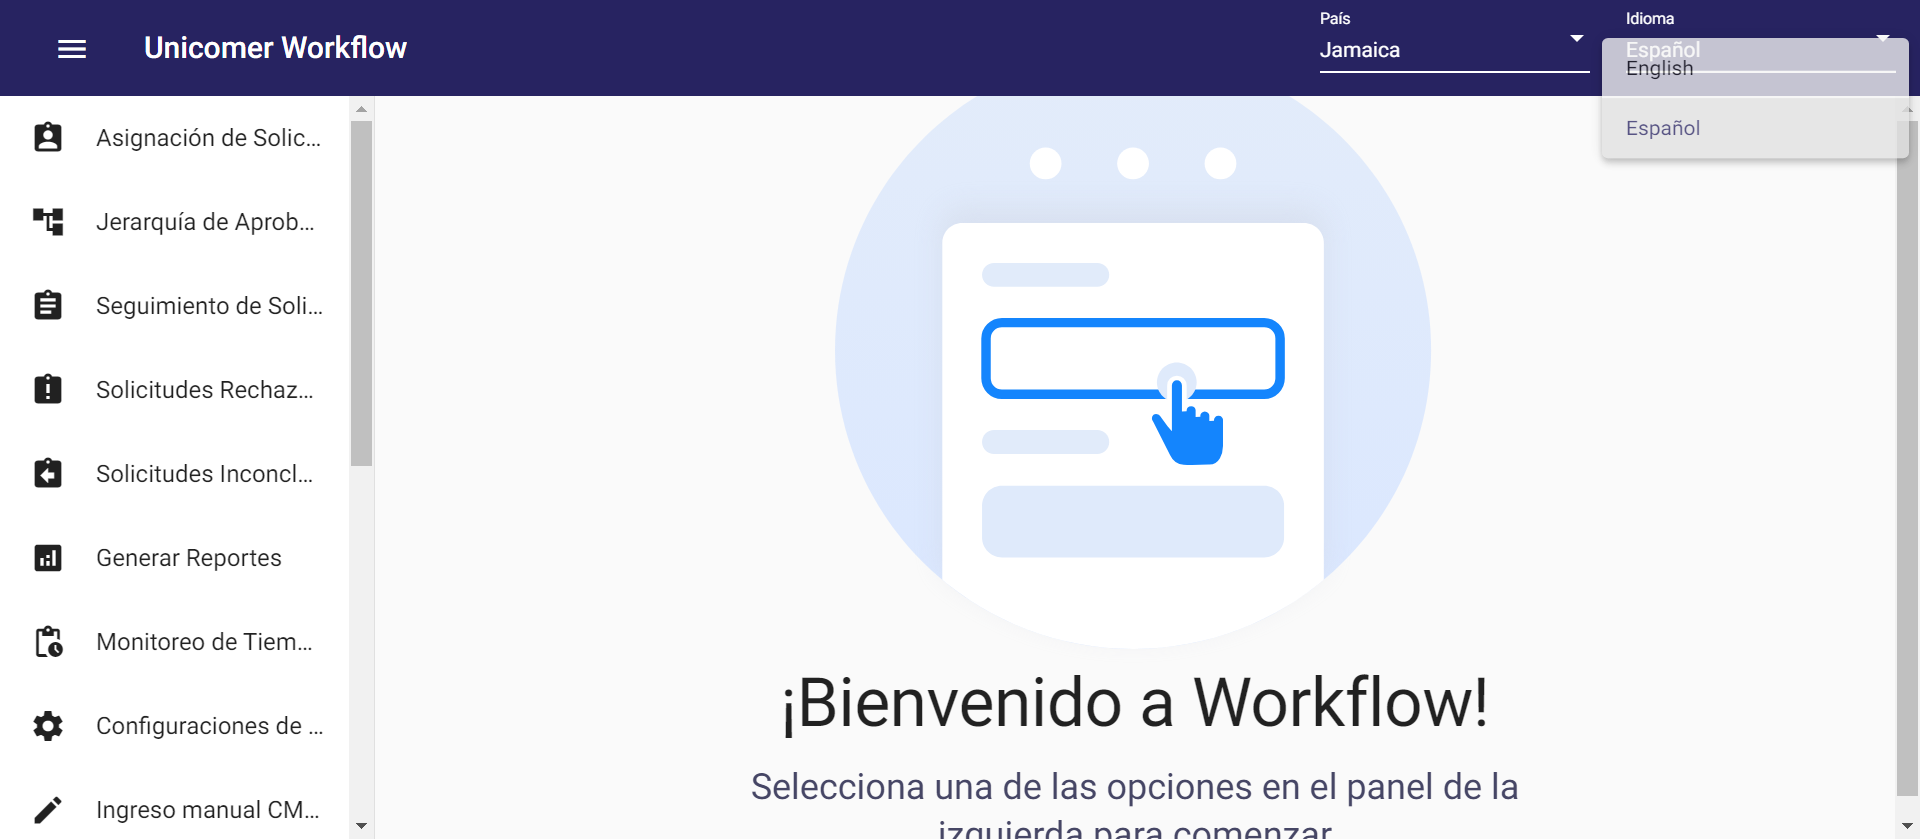 Unicomer Workflow
País
Jamaica
Idioma
Español
English
Español
Asignación de Solic...
Jerarquía de Aprob...
Seguimiento de Soli...
Solicitudes Rechaz...
Solicitudes Inconcl...
Generar Reportes
Monitoreo de Tiem...
Configuraciones de ...
Ingreso manual CM...
¡Bienvenido a Workflow!
Selecciona una de las opciones en el panel de la
izquierda para comenzar